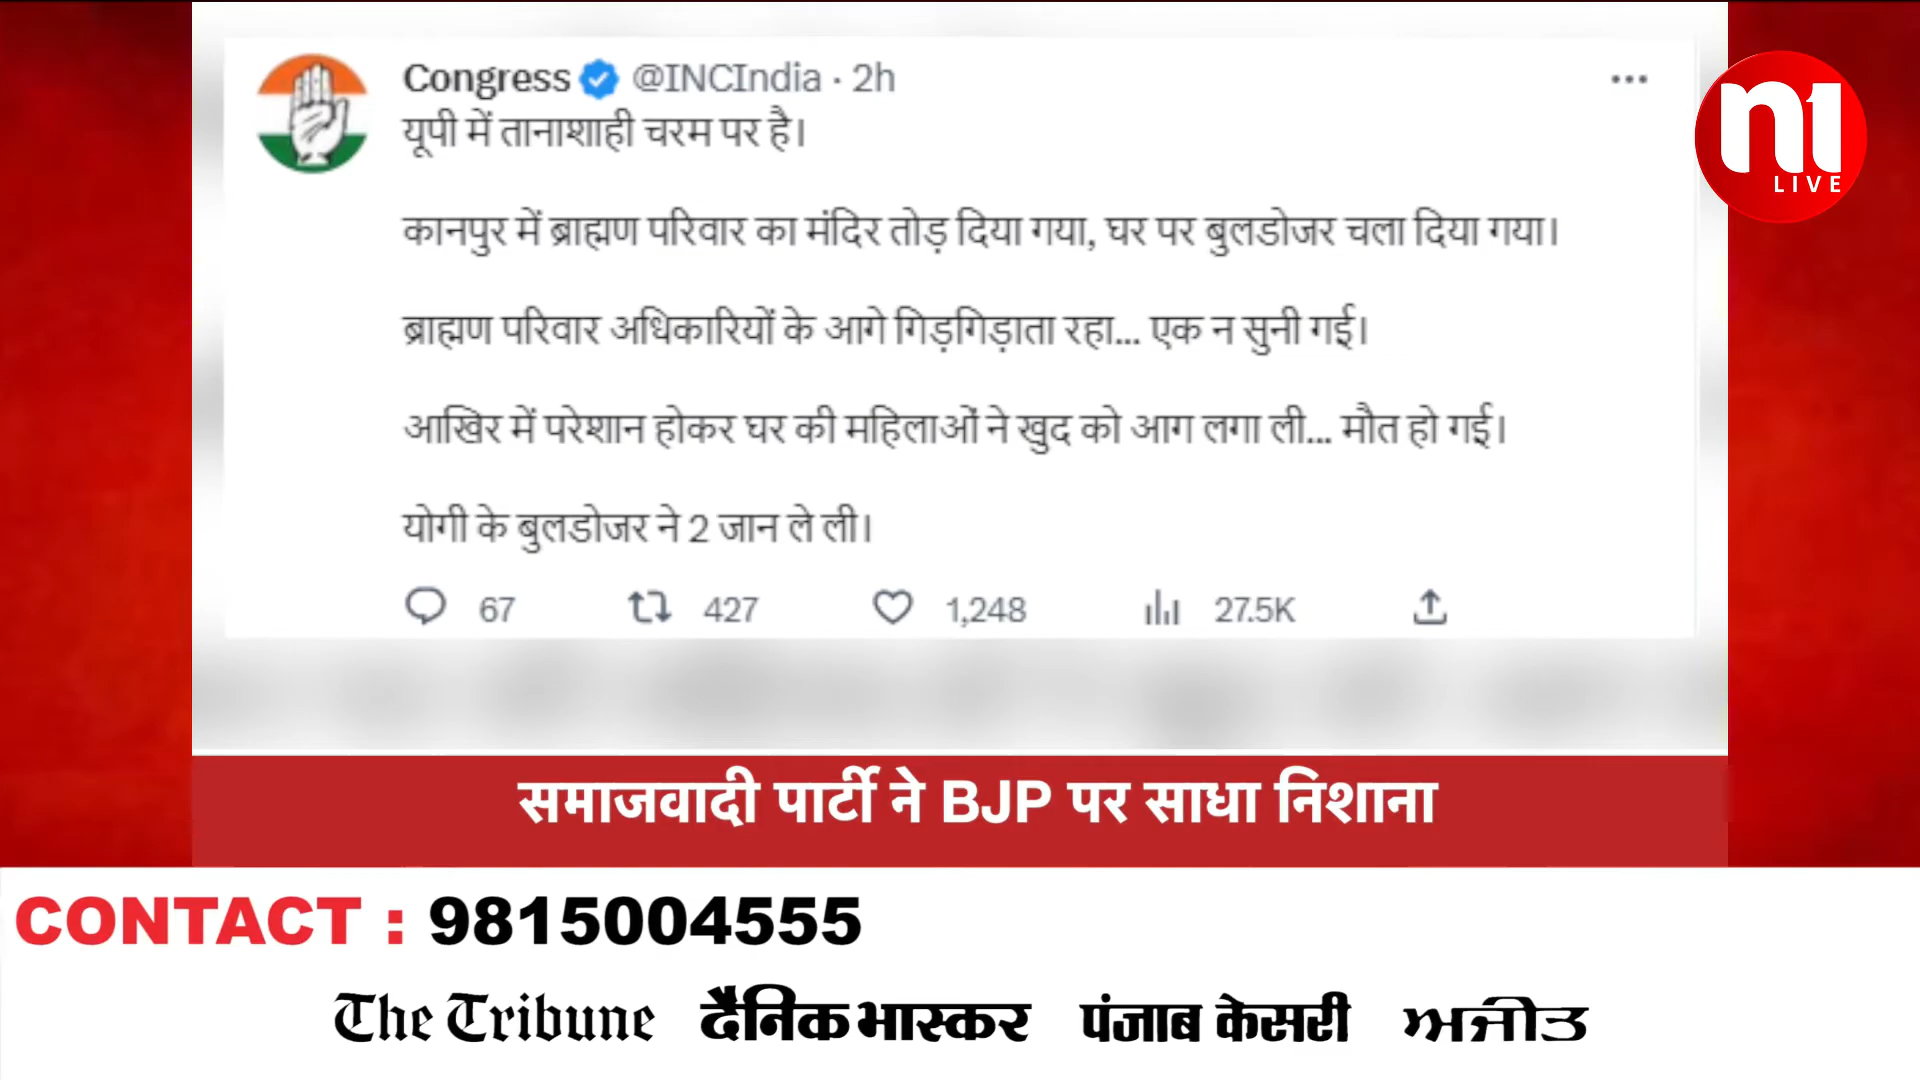 Congress @INCIndia · 2h
यूपी में तानाशाही चरम पर है।
कानपुर में ब्राह्मण परिवार का मंदिर तोड़ दिया गया, घर पर बुलडोजर चला दिया गया।
ब्राह्मण परिवार अधिकारियों के आगे गिड़गिड़ाता रहा... एक न सुनी गई।
आखिर में परेशान होकर घर की महिलाओं ने खुद को आग लगा ली... मौत हो गई।
योगी के बुलडोजर ने 2 जान ले ली।
67 427 1,248 27.5K
n1
LIVE
समाजवादी पार्टी ने BJP पर साधा निशाना
CONTACT : 9815004555
The Tribune दैनिक भास्कर पंजाब केसरी ਅਜੀਤ